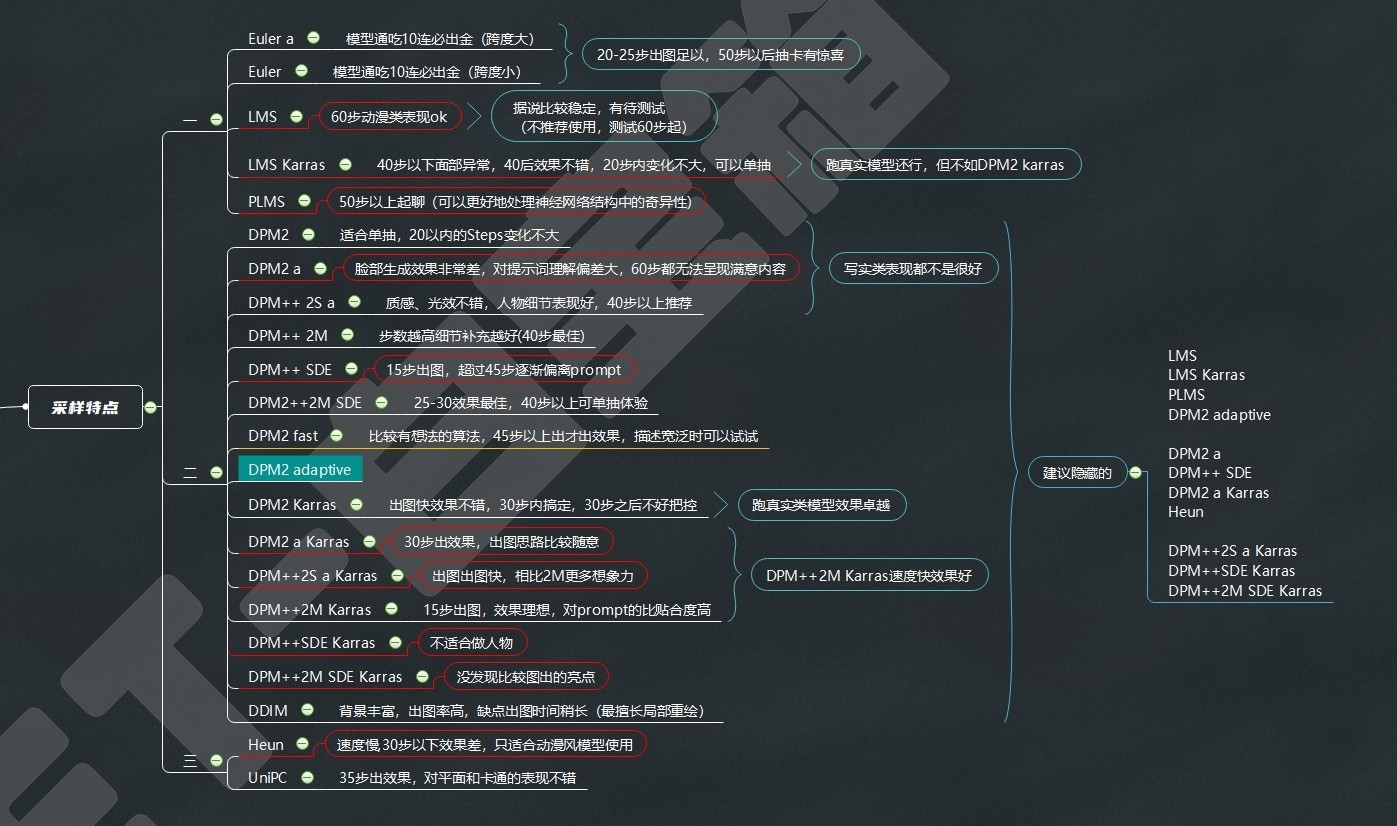 采样特点
一
Euler a
模型通吃10连必出金（跨度大）
Euler
模型通吃10连必出金（跨度小）
20-25步出图足以，50步以后抽卡有惊喜
LMS
60步动漫类表现ok
据说比较稳定，有待测试
（不推荐使用，测试60步起）
LMS Karras
40步以下面部异常，40后效果不错，20步内变化不大，可以单抽
跑真实模型还行，但不如DPM2 karras
PLMS
50步以上起聊（可以更好地处理神经网络结构中的奇异性)
二
DPM2
适合单抽，20以内的Steps变化不大
DPM2 a
脸部生成效果非常差，对提示词理解偏差大，60步都无法呈现满意内容
DPM++ 2S a
质感、光效不错，人物细节表现好，40步以上推荐
写实类表现都不是很好
DPM++ 2M
步数越高细节补充越好(40步最佳)
DPM++ SDE
15步出图，超过45步逐渐偏离prompt
DPM2++2M SDE
25-30效果最佳，40步以上可单抽体验
DPM2 fast
比较有想法的算法，45步以上出才出效果，描述宽泛时可以试试
DPM2 adaptive
DPM2 Karras
出图快效果不错，30步内搞定，30步之后不好把控
跑真实类模型效果卓越
DPM2 a Karras
30步出效果，出图思路比较随意
DPM++2S a Karras
出图出图快，相比2M更多想象力
DPM++2M Karras
15步出图，效果理想，对prompt的比贴合度高
DPM++2M Karras速度快效果好
DPM++SDE Karras
不适合做人物
DPM++2M SDE Karras
没发现比较图出的亮点
DDIM
背景丰富，出图率高，缺点出图时间稍长（最擅长局部重绘）
三
Heun
速度慢,30步以下效果差，只适合动漫风模型使用
UniPC
35步出效果，对平面和卡通的表现不错
建议隐藏的
LMS
LMS Karras
PLMS
DPM2 adaptive
DPM2 a
DPM++ SDE
DPM2 a Karras
Heun
DPM++2S a Karras
DPM++SDE Karras
DPM++2M SDE Karras